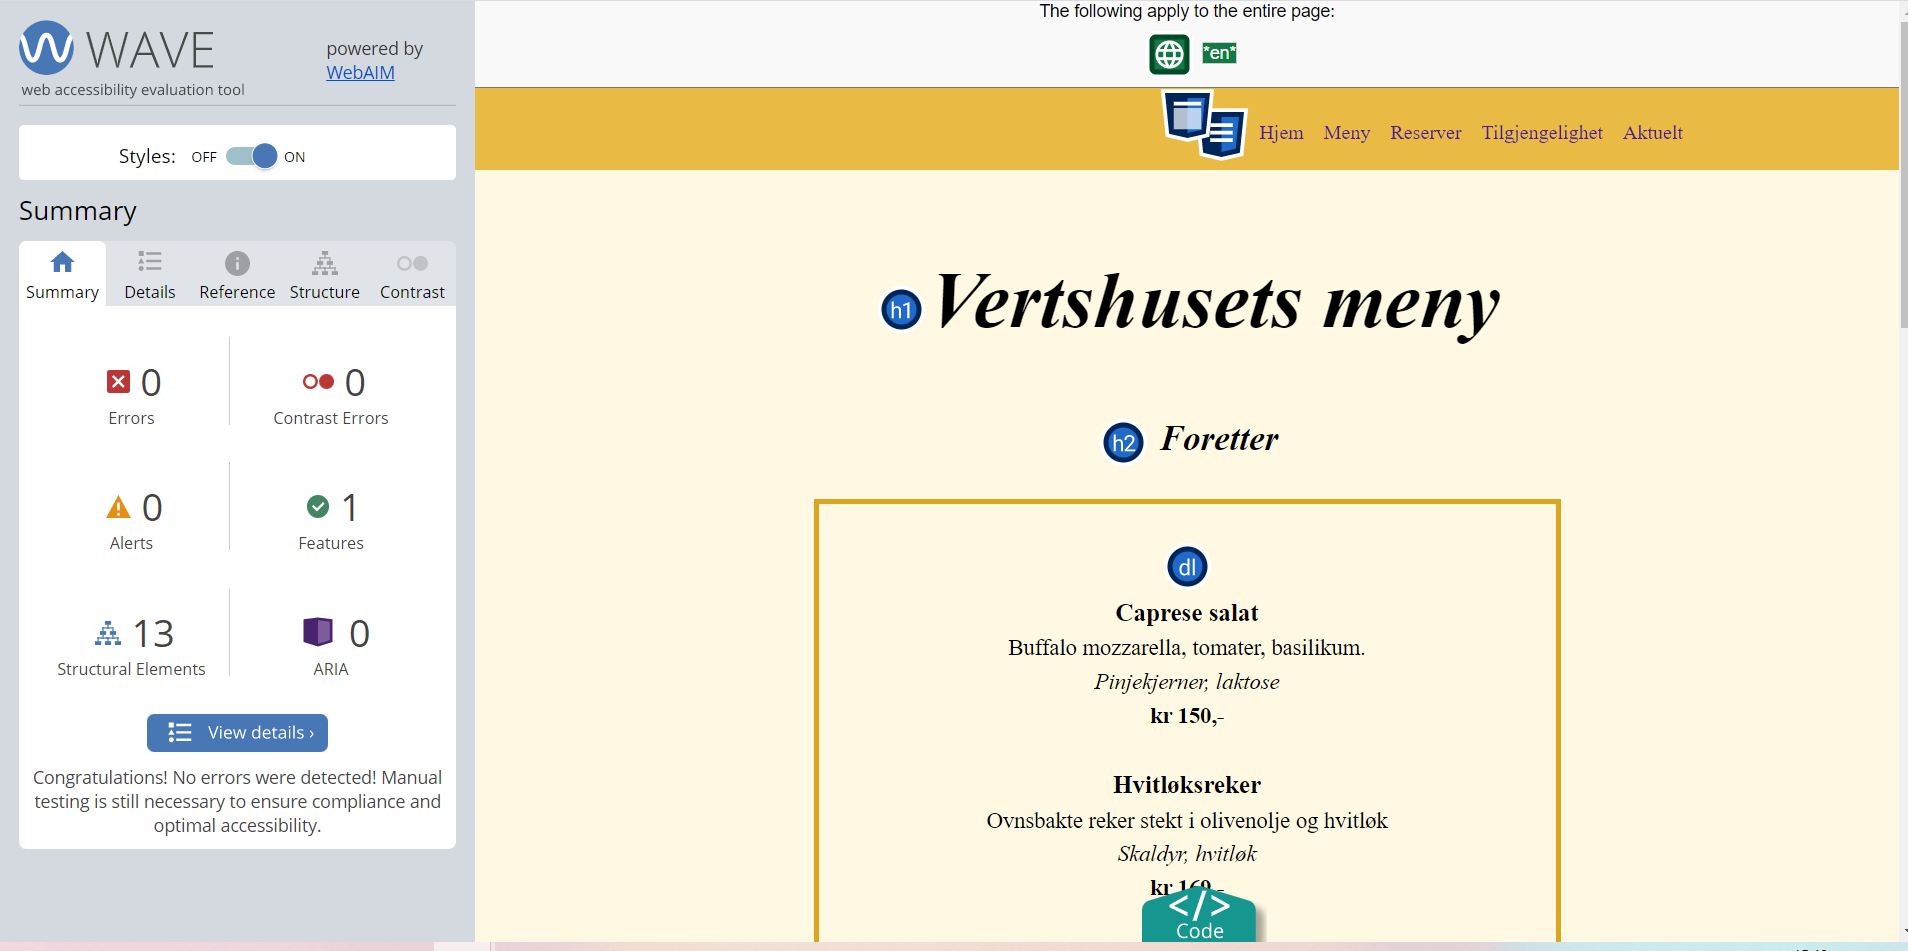 WAVE
powered by
WebAIM
web accessibility evaluation tool
Styles: OFF ON
Summary
Summary Details Reference Structure Contrast
0 0
Errors Contrast Errors
0 1
Alerts Features
13 0
Structural Elements ARIA
View details ›
Congratulations! No errors were detected! Manual
testing is still necessary to ensure compliance and
optimal accessibility.
The following apply to the entire page:
*en*
Hjem Meny Reserver Tilgjengelighet Aktuelt
h1 Vertshusets meny
h2 Foretter
dl
Caprese salat
Buffalo mozzarella, tomater, basilikum.
Pinjekjerner, laktose
kr 150,-
Hvitløksreker
Ovnsbakte reker stekt i olivenolje og hvitløk
Skaldyr, hvitløk
kr 169,-
</> Code